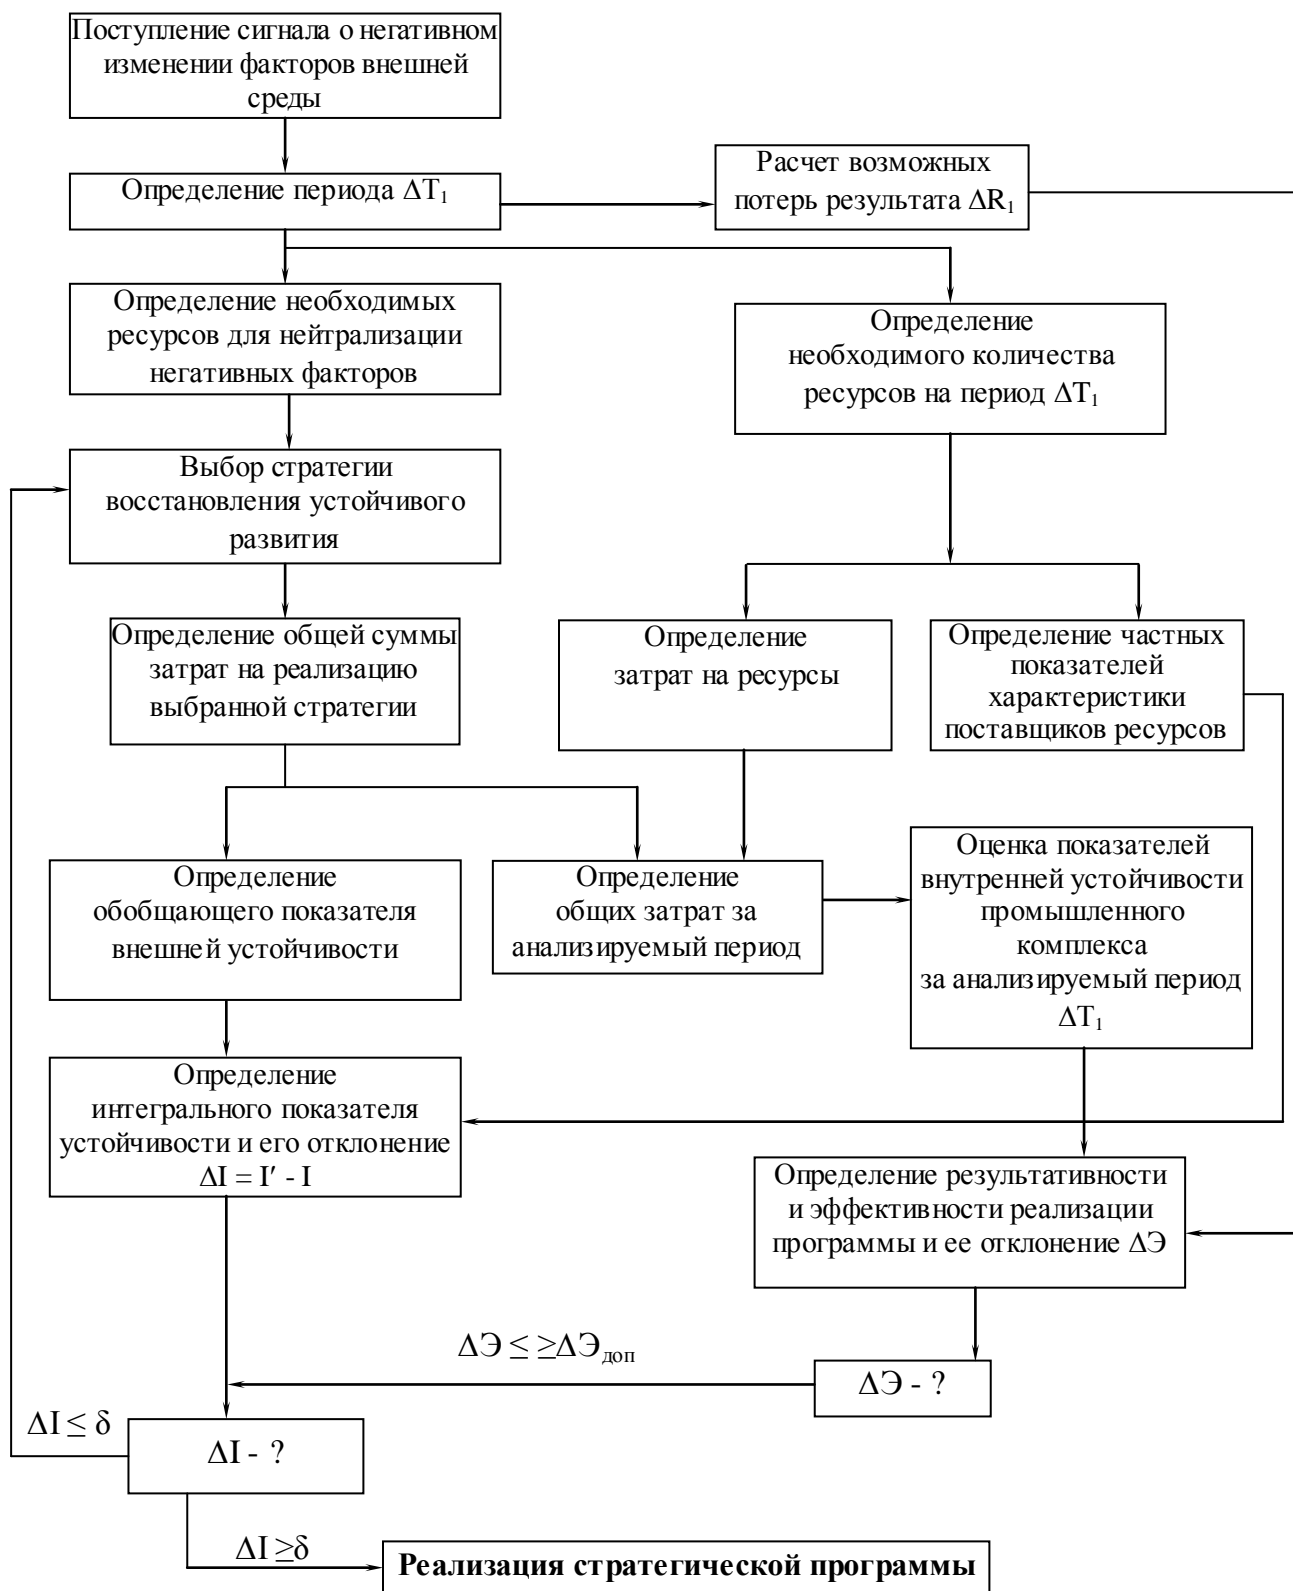 Поступление сигнала о негативном
изменении факторов внешней
среды
Определение периода ΔT₁
Расчет возможных
потерь результата ΔR₁
Определение необходимых
ресурсов для нейтрализации
негативных факторов
Определение
необходимого количества
ресурсов на период ΔT₁
Выбор стратегии
восстановления устойчивого
развития
Определение общей суммы
затрат на реализацию
выбранной стратегии
Определение
затрат на ресурсы
Определение частных
показателей
характеристики
поставщиков ресурсов
Определение
обобщающего показателя
внешней устойчивости
Определение
общих затрат за
анализируемый период
Оценка показателей
внутренней устойчивости
промышленного
комплекса
за анализируемый период
ΔT₁
Определение
интегрального показателя
устойчивости и его отклонение
ΔI = I′ - I
Определение результативности
и эффективности реализации
программы и ее отклонение ΔЭ
ΔЭ ≤ ≥ΔЭдоп
ΔЭ - ?
ΔI ≤ δ
ΔI - ?
ΔI ≥δ
Реализация стратегической программы